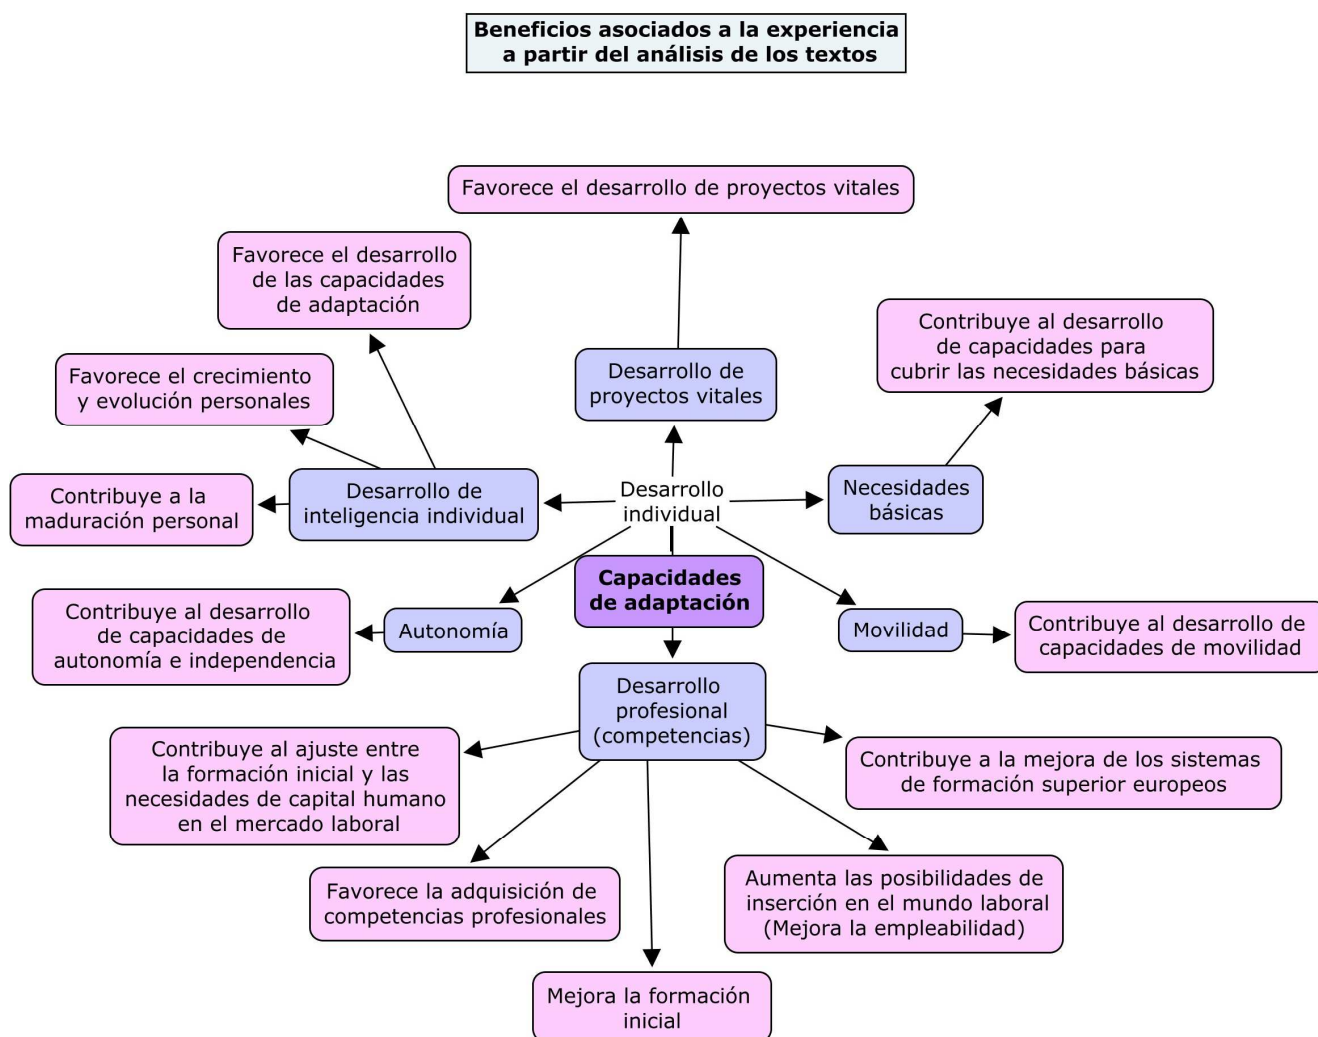 Beneficios asociados a la experiencia
a partir del análisis de los textos
Favorece el desarrollo de proyectos vitales
Favorece el desarrollo
de las capacidades
de adaptación
Contribuye al desarrollo
de capacidades para
cubrir las necesidades básicas
Favorece el crecimiento
y evolución personales
Desarrollo de
proyectos vitales
Contribuye a la
maduración personal
Desarrollo de
inteligencia individual
Desarrollo
individual
Necesidades
básicas
Capacidades
de adaptación
Contribuye al desarrollo
de capacidades de
autonomía e independencia
Autonomía
Movilidad
Contribuye al desarrollo de
capacidades de movilidad
Desarrollo
profesional
(competencias)
Contribuye al ajuste entre
la formación inicial y las
necesidades de capital humano
en el mercado laboral
Contribuye a la mejora de los sistemas
de formación superior europeos
Favorece la adquisición de
competencias profesionales
Aumenta las posibilidades de
inserción en el mundo laboral
(Mejora la empleabilidad)
Mejora la formación
inicial